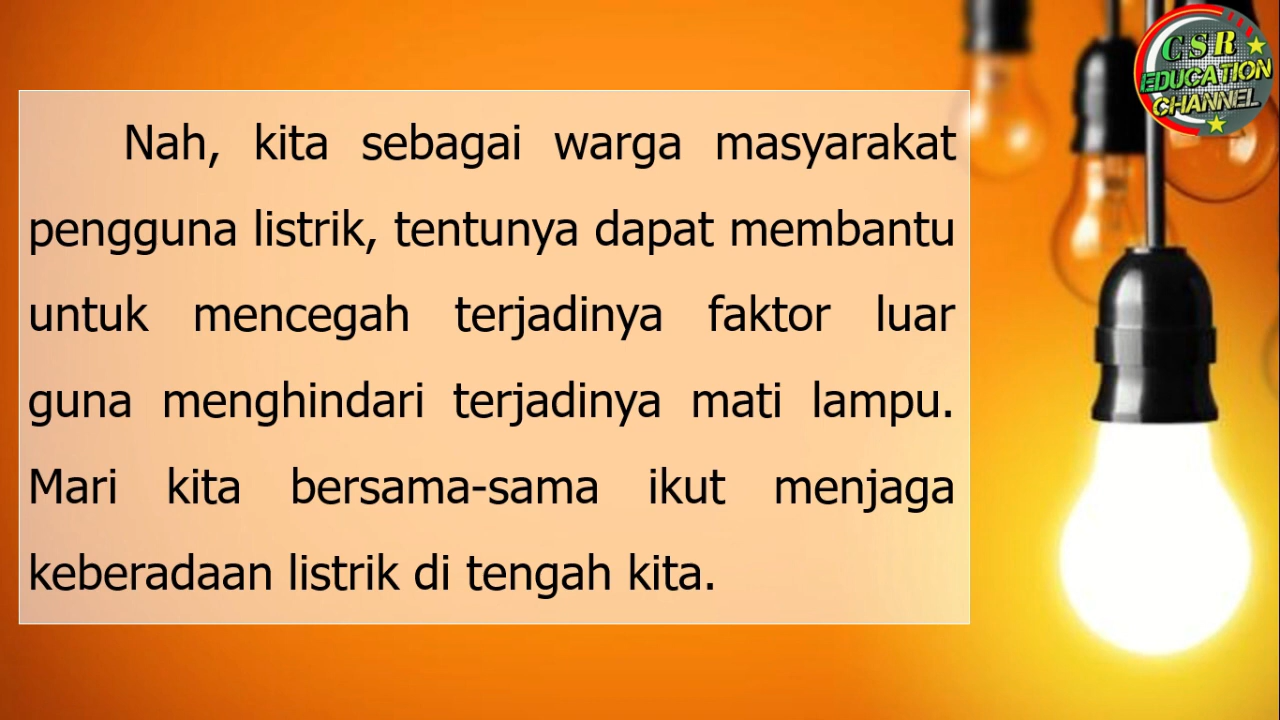 CSR
EDUCATION
CHANNEL
Nah, kita sebagai warga masyarakat
pengguna listrik, tentunya dapat membantu
untuk mencegah terjadinya faktor luar
guna menghindari terjadinya mati lampu.
Mari kita bersama-sama ikut menjaga
keberadaan listrik di tengah kita.